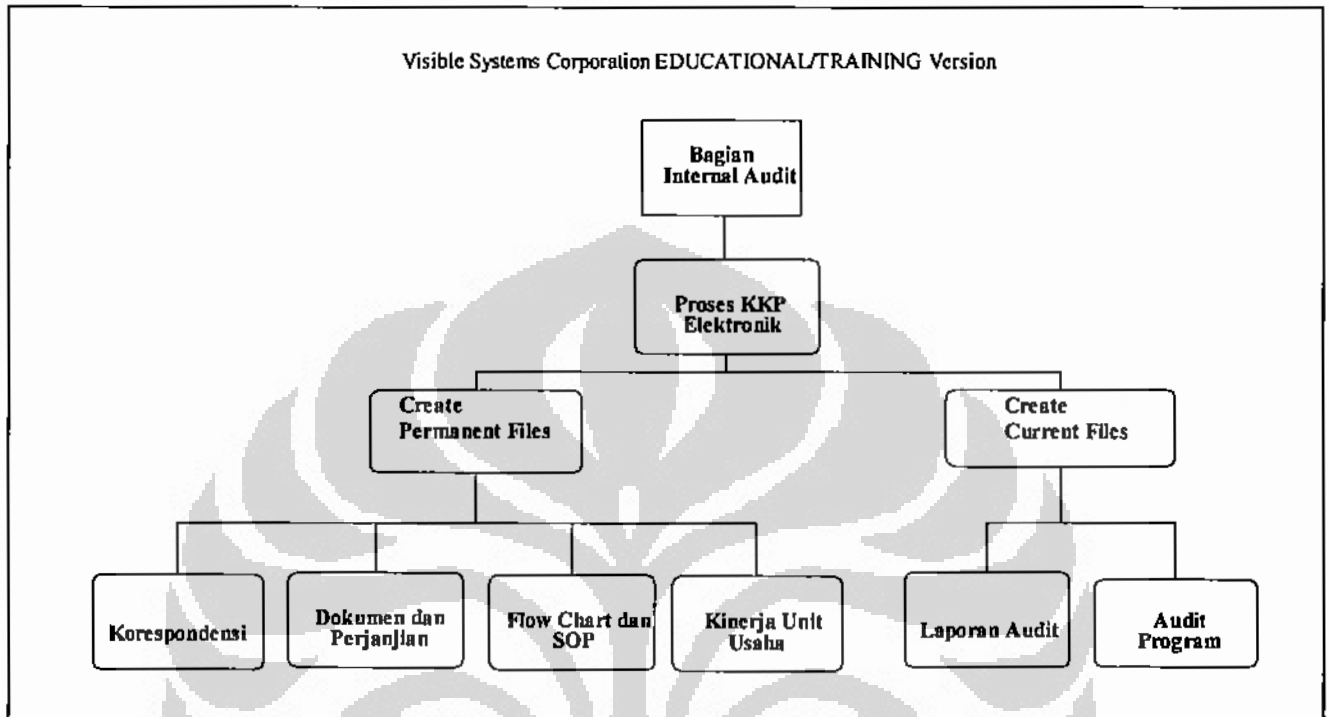 Visible Systems Corporation EDUCATIONAL/TRAINING Version
Bagian
Internal Audit
Proses KKP
Elektronik
Create
Permanent Files
Create
Current Files
Korespondensi
Dokumen dan
Perjanjian
Flow Chart dan
SOP
Kinerja Unit
Usaha
Laporan Audit
Audit
Program